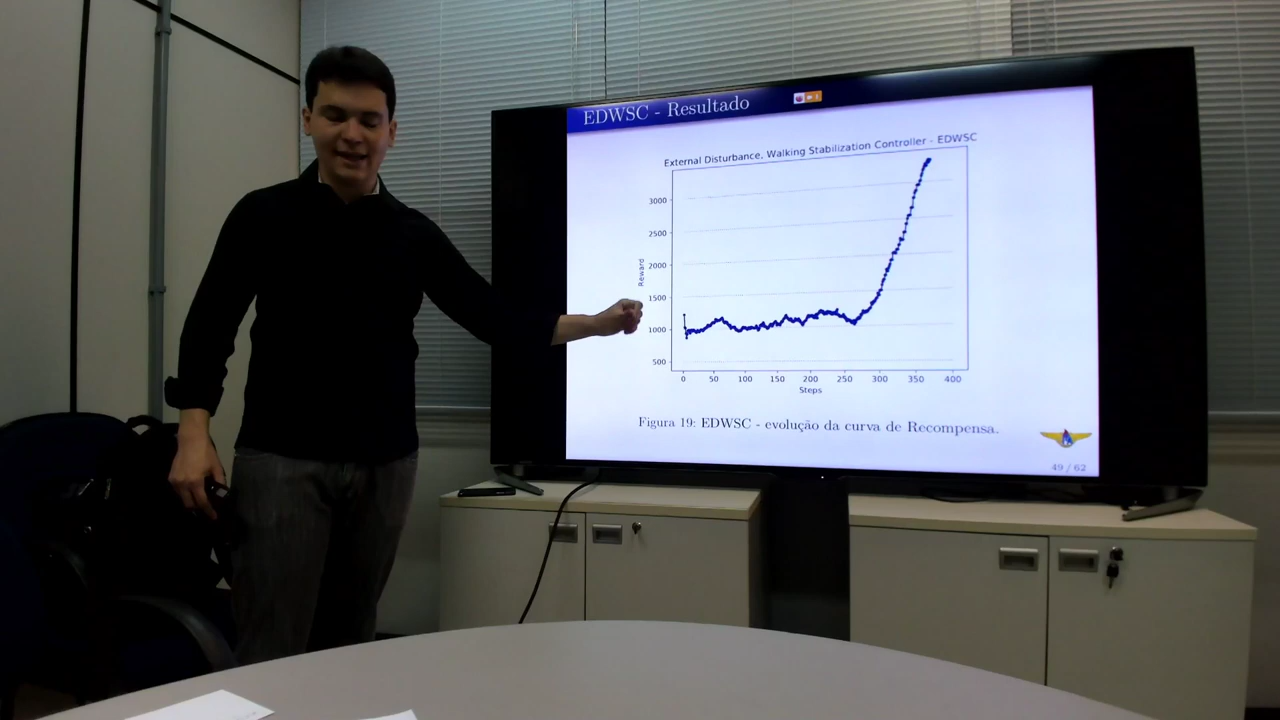 EDWSC - Resultado
External Disturbance, Walking Stabilization Controller - EDWSC
3000
2500
2000
1500
1000
500
Reward
0 50 100 150 200 250 300 350 400
Steps
Figura 19: EDWSC - evolução da curva de Recompensa.
49 / 62